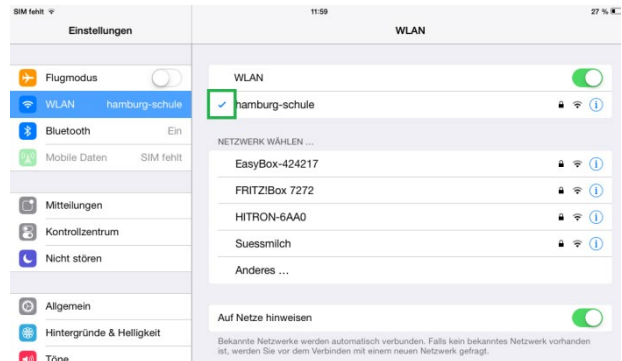 SIM fehlt 11:59 27 %
Einstellungen
WLAN
Flugmodus
WLAN hamburg-schule
Bluetooth Ein
Mobile Daten SIM fehlt
Mitteilungen
Kontrollzentrum
Nicht stören
Allgemein
Hintergründe & Helligkeit
Töne
WLAN
hamburg-schule
NETZWERK WÄHLEN ...
EasyBox-424217
FRITZ!Box 7272
HITRON-6AA0
Suessmilch
Anderes ...
Auf Netze hinweisen
Bekannte Netzwerke werden automatisch verbunden. Falls kein bekanntes Netzwerk vorhanden
ist, werden Sie vor dem Verbinden mit einem neuen Netzwerk gefragt.